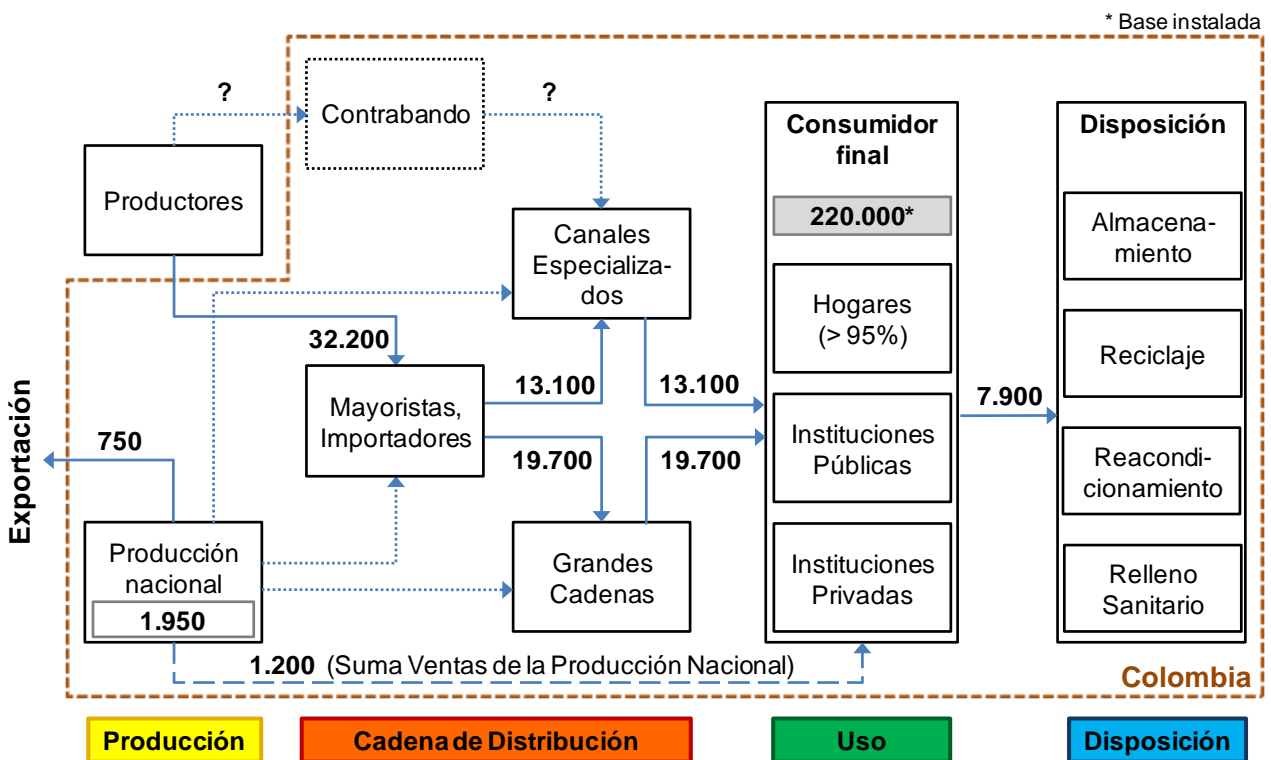 * Base instalada
?
?
Contrabando
Productores
Canales
Especializa-
dos
Consumidor
final
220.000*
Hogares
(> 95%)
Instituciones
Públicas
Instituciones
Privadas
Disposición
Almacena-
miento
Reciclaje
Reacondi-
cionamiento
Relleno
Sanitario
32.200
Mayoristas,
Importadores
13.100
13.100
19.700
19.700
7.900
Exportación
750
Producción
nacional
1.950
Grandes
Cadenas
1.200 (Suma Ventas de la Producción Nacional)
Colombia
Producción
Cadena de Distribución
Uso
Disposición